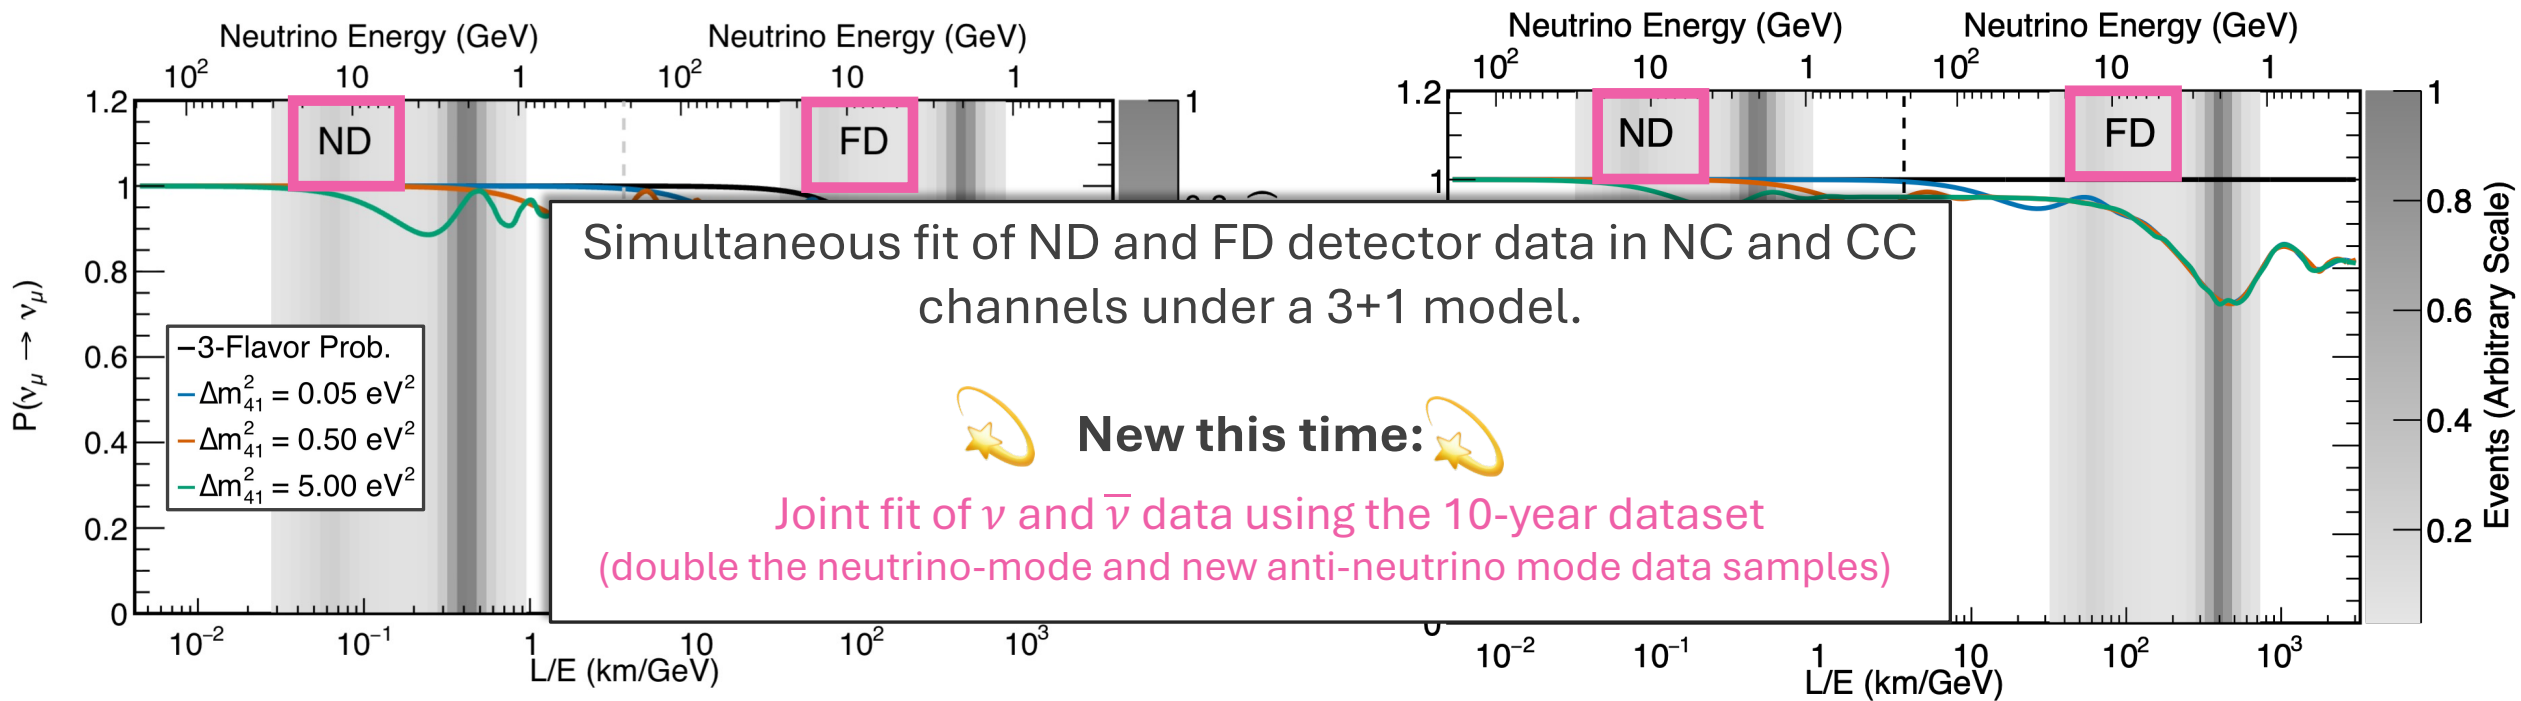 Neutrino Energy (GeV) Neutrino Energy (GeV)
10² 10 1 10² 10 1
1.2
1
0.8
0.6
0.4
0.2
0
P(νμ → νμ)
ND
FD
1
–3-Flavor Prob.
Δm²₄₁ = 0.05 eV²
Δm²₄₁ = 0.50 eV²
Δm²₄₁ = 5.00 eV²
10⁻² 10⁻¹ 1 10 10² 10³
L/E (km/GeV)
Simultaneous fit of ND and FD detector data in NC and CC
channels under a 3+1 model.
New this time:
Joint fit of ν and ν̅ data using the 10-year dataset
(double the neutrino-mode and new anti-neutrino mode data samples)
Neutrino Energy (GeV) Neutrino Energy (GeV)
10² 10 1 10² 10 1
1.2
1
ND
FD
10⁻² 10⁻¹ 1 10 10² 10³
L/E (km/GeV)
1
0.8
0.6
0.4
0.2
Events (Arbitrary Scale)